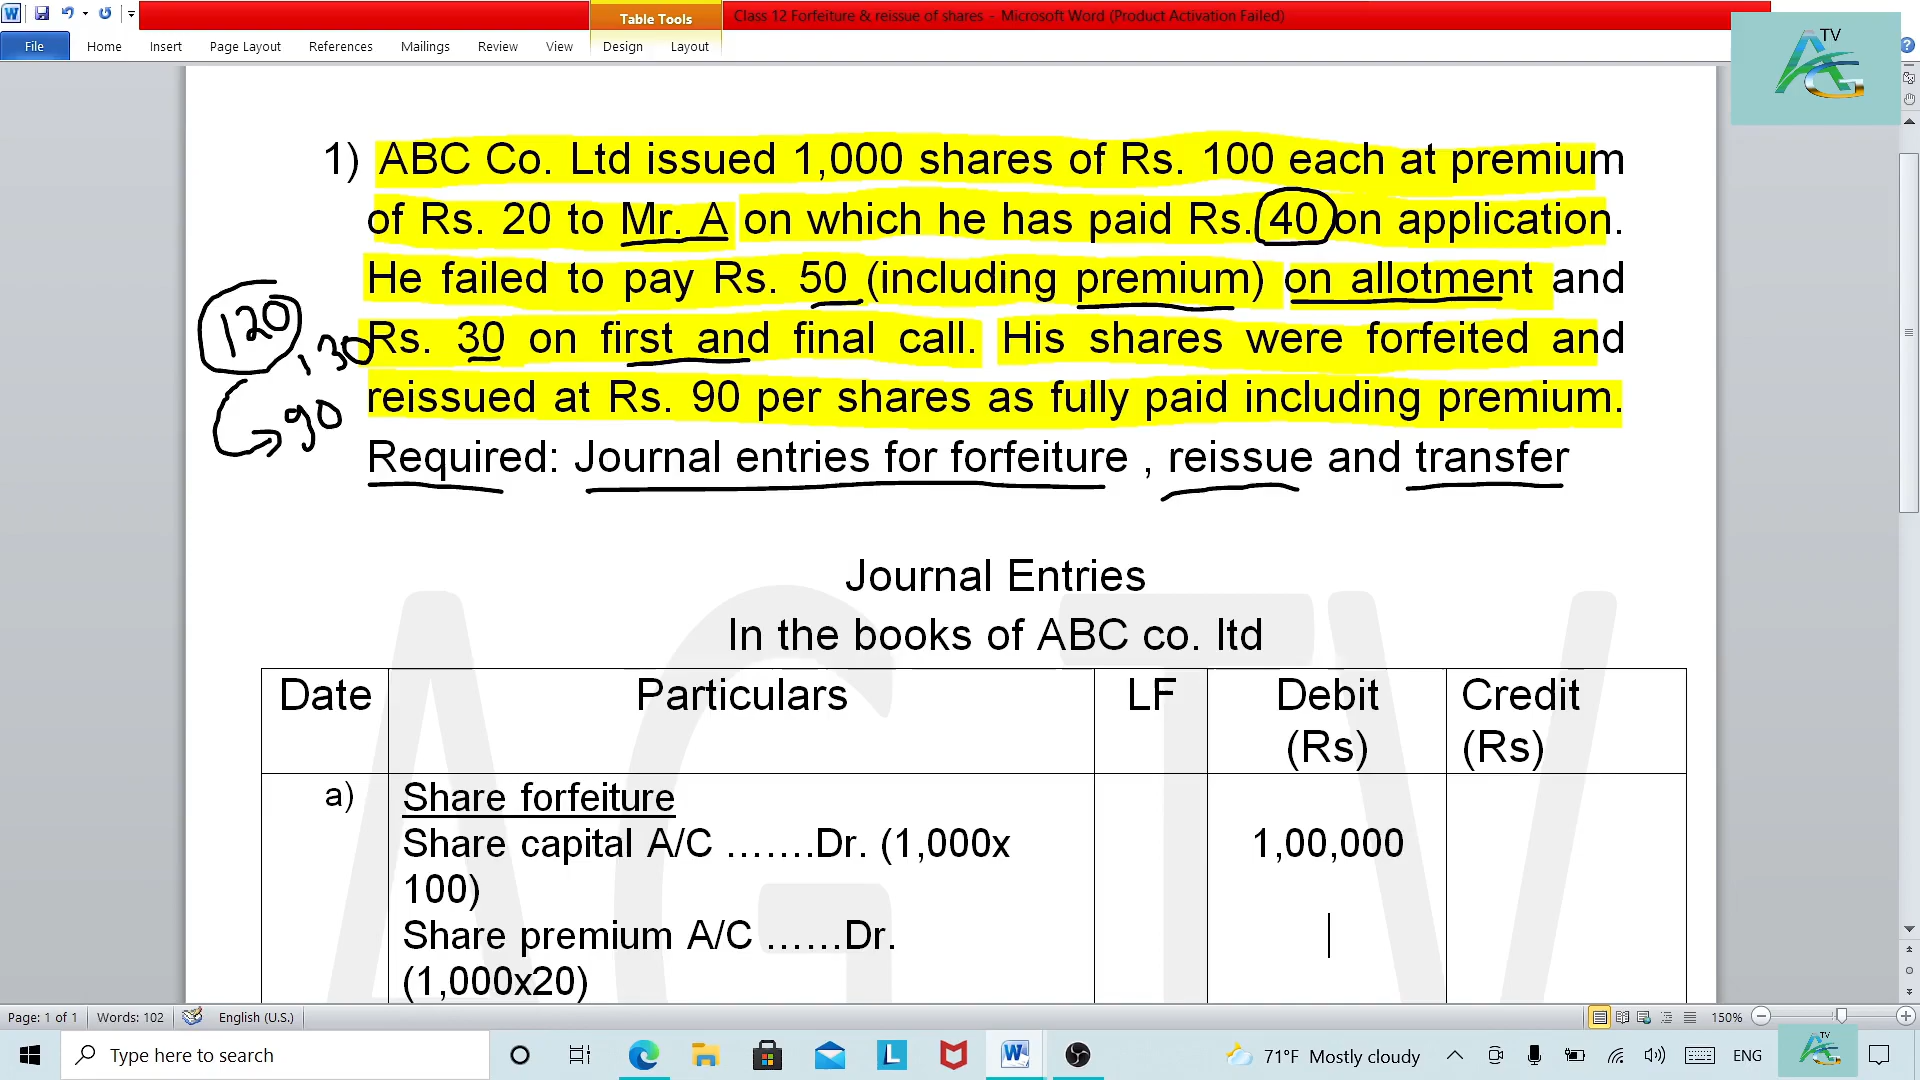 Table Tools
Class 12 Forfeiture & reissue of shares - Microsoft Word (Product Activation Failed)
File Home Insert Page Layout References Mailings Review View Design Layout
TV
1) ABC Co. Ltd issued 1,000 shares of Rs. 100 each at premium
of Rs. 20 to Mr. A on which he has paid Rs. 40 on application.
He failed to pay Rs. 50 (including premium) on allotment and
Rs. 30 on first and final call. His shares were forfeited and
reissued at Rs. 90 per shares as fully paid including premium.
Required: Journal entries for forfeiture , reissue and transfer
120
, 30
90
Journal Entries
In the books of ABC co. ltd
Date Particulars LF Debit (Rs) Credit (Rs)
a) Share forfeiture
Share capital A/C .......Dr. (1,000x 1,00,000
100)
Share premium A/C ......Dr.
(1,000x20)
AG TV
Page: 1 of 1 Words: 102 English (U.S.) 150%
Type here to search
71°F Mostly cloudy ENG
TV